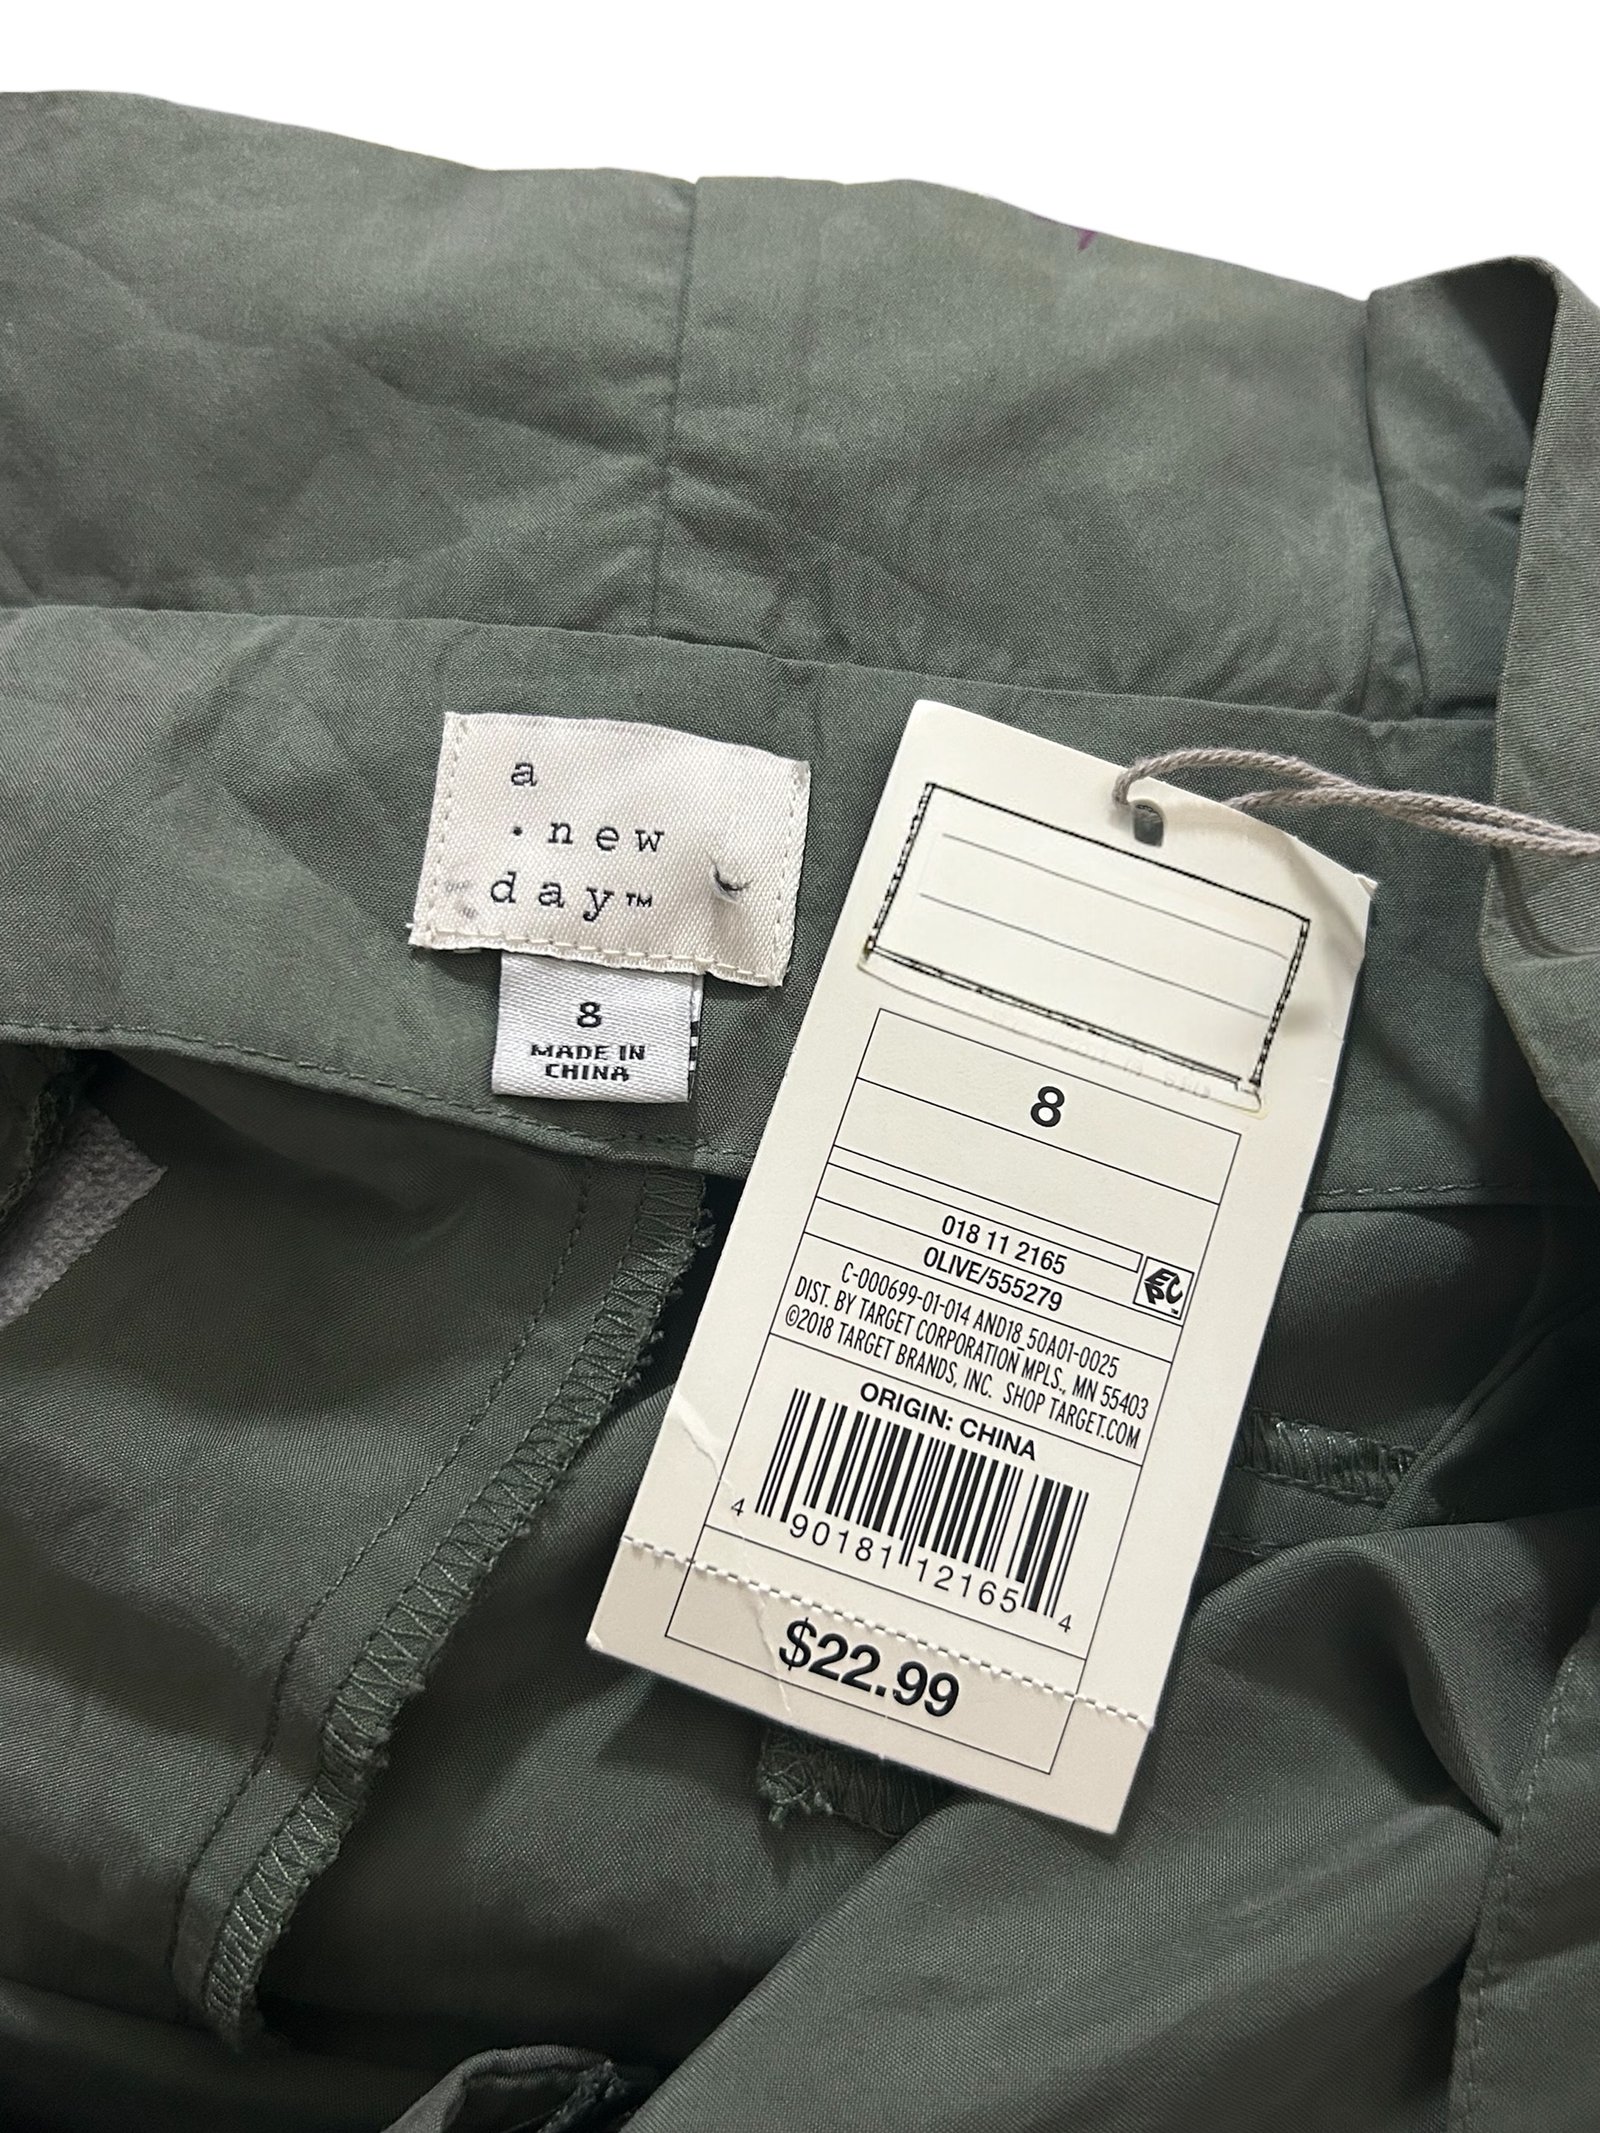 a
·new
day™
8
MADE IN
CHINA
8
018 11 2165
OLIVE/555279
C-000699-01-014 AND18_50A01-0025
DIST. BY TARGET CORPORATION MPLS., MN 55403
©2018 TARGET BRANDS, INC. SHOP TARGET.COM
ORIGIN: CHINA
4 90181 12165 4
$22.99